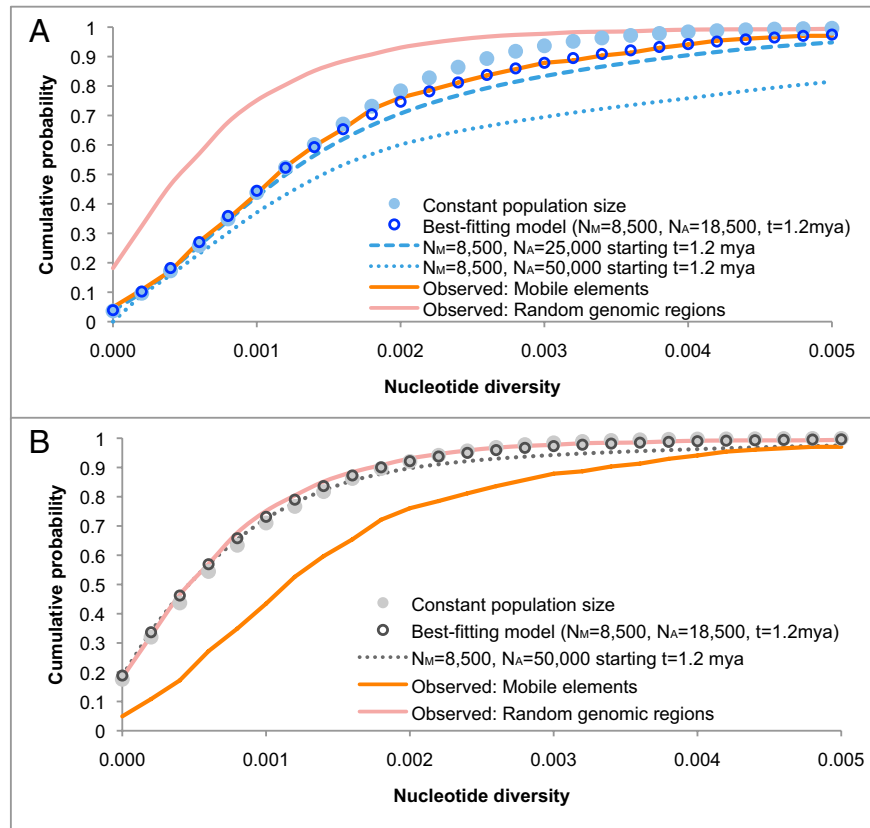 A
Cumulative probability
1
0.9
0.8
0.7
0.6
0.5
0.4
0.3
0.2
0.1
0
Constant population size
Best-fitting model (NM=8,500, NA=18,500, t=1.2mya)
NM=8,500, NA=25,000 starting t=1.2 mya
NM=8,500, NA=50,000 starting t=1.2 mya
Observed: Mobile elements
Observed: Random genomic regions
0.000 0.001 0.002 0.003 0.004 0.005
Nucleotide diversity
B
Cumulative probability
1
0.9
0.8
0.7
0.6
0.5
0.4
0.3
0.2
0.1
0
Constant population size
Best-fitting model (NM=8,500, NA=18,500, t=1.2mya)
NM=8,500, NA=50,000 starting t=1.2 mya
Observed: Mobile elements
Observed: Random genomic regions
0.000 0.001 0.002 0.003 0.004 0.005
Nucleotide diversity